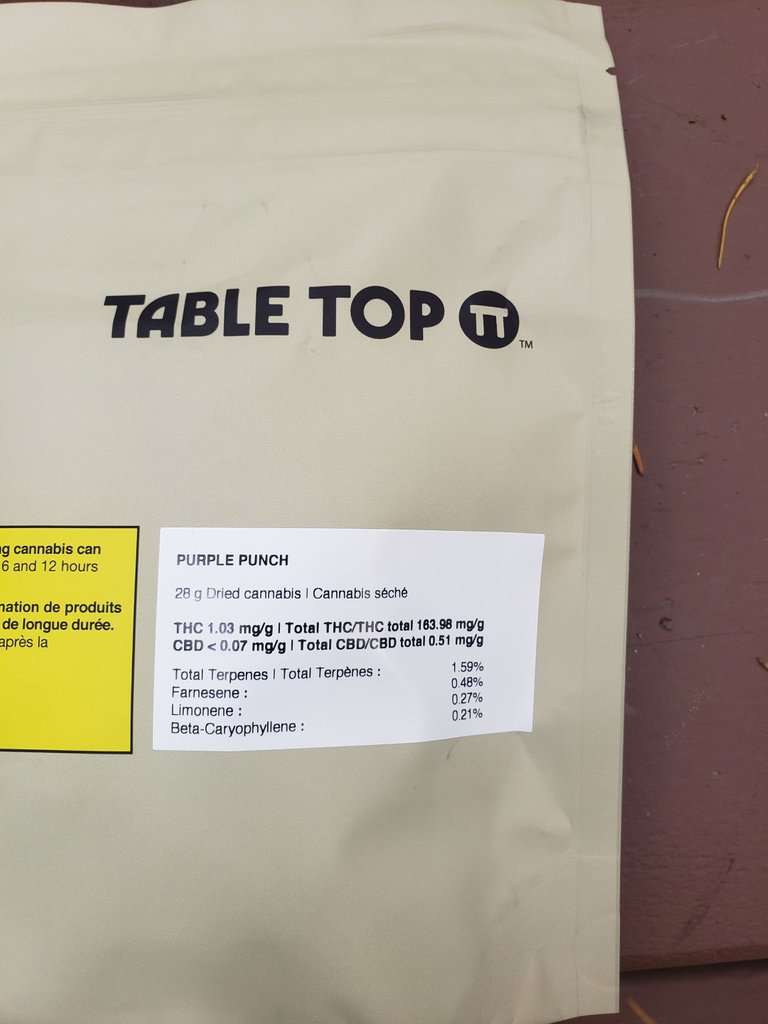 TABLE TOP TT
TM
ng cannabis can
6 and 12 hours
mation de produits
de longue durée.
après la
PURPLE PUNCH
28 g Dried cannabis | Cannabis séché
THC 1.03 mg/g | Total THC/THC total 163.98 mg/g
CBD < 0.07 mg/g | Total CBD/CBD total 0.51 mg/g
Total Terpenes | Total Terpènes : 1.59%
Farnesene : 0.48%
Limonene : 0.27%
Beta-Caryophyllene : 0.21%